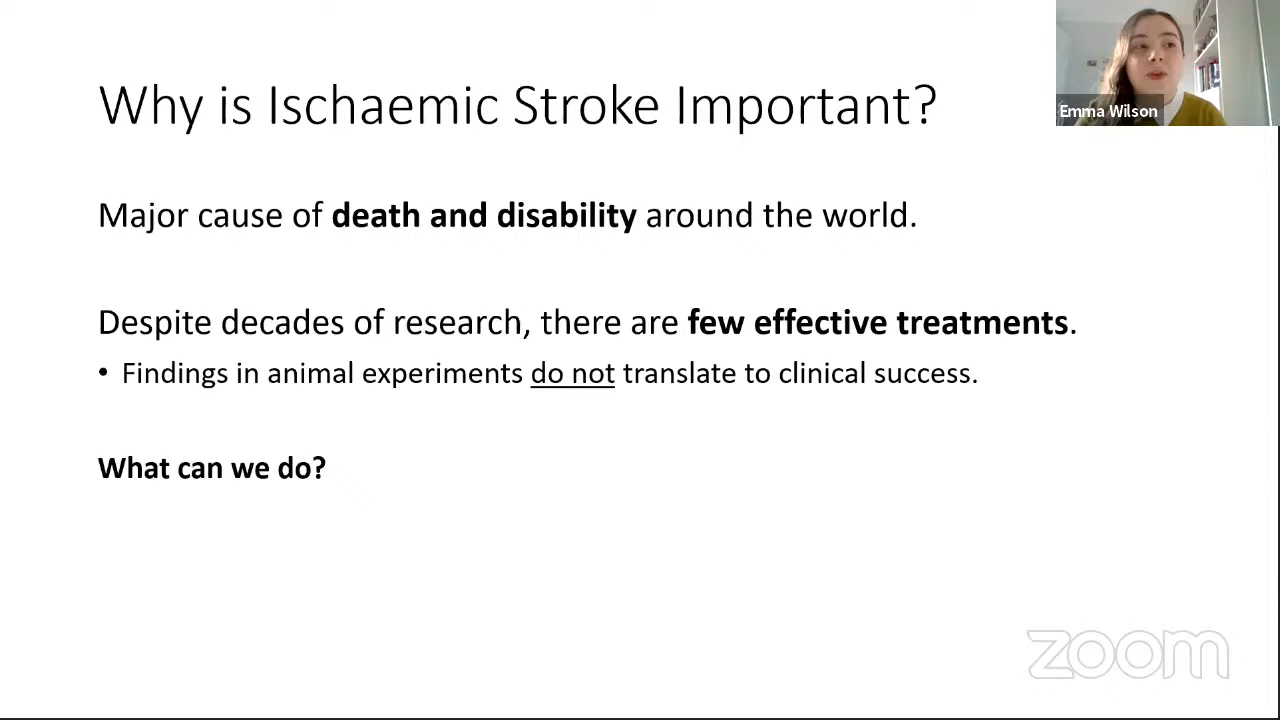 Why is Ischaemic Stroke Important?
Emma Wilson
Major cause of death and disability around the world.
Despite decades of research, there are few effective treatments.
• Findings in animal experiments do not translate to clinical success.
What can we do?
zoom